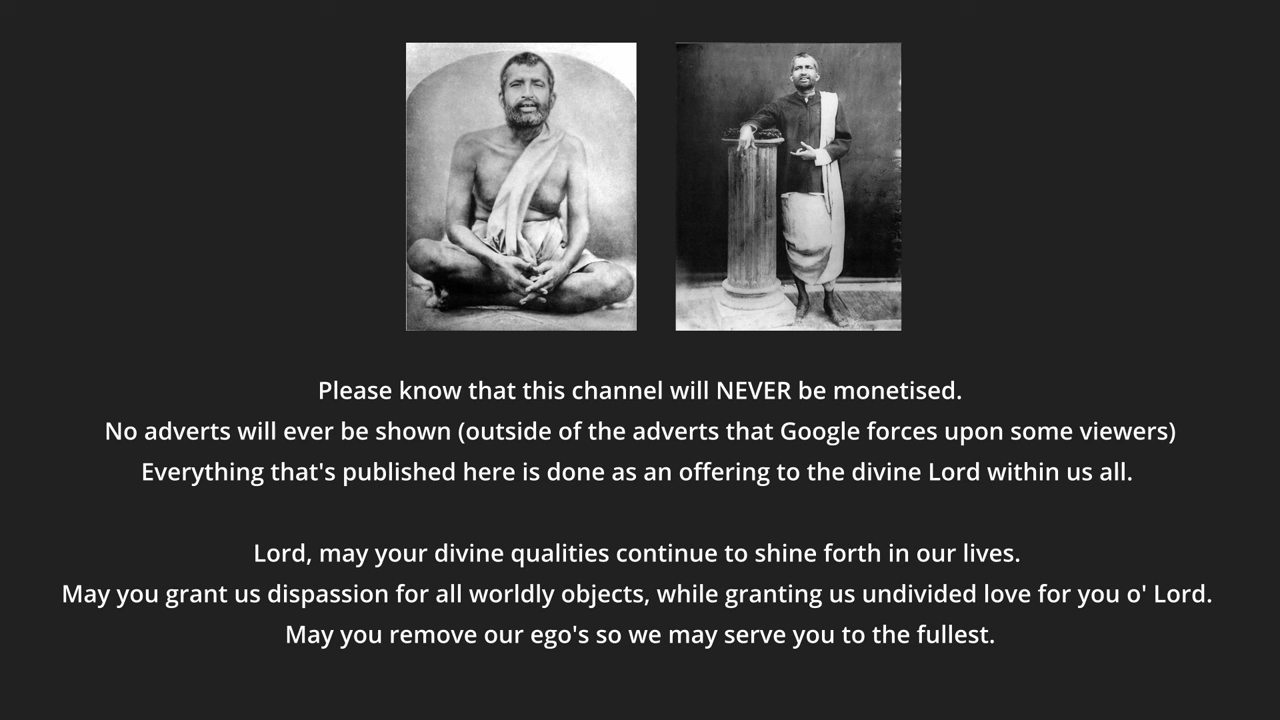 Please know that this channel will NEVER be monetised.
No adverts will ever be shown (outside of the adverts that Google forces upon some viewers)
Everything that's published here is done as an offering to the divine Lord within us all.
Lord, may your divine qualities continue to shine forth in our lives.
May you grant us dispassion for all worldly objects, while granting us undivided love for you o' Lord.
May you remove our ego's so we may serve you to the fullest.